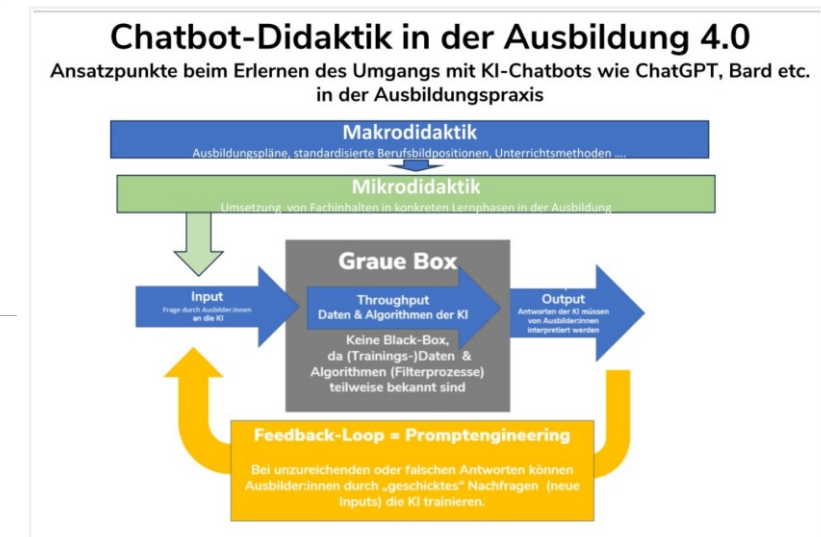 Chatbot-Didaktik in der Ausbildung 4.0
Ansatzpunkte beim Erlernen des Umgangs mit KI-Chatbots wie ChatGPT, Bard etc.
in der Ausbildungspraxis
Makrodidaktik
Ausbildungspläne, standardisierte Berufsbildpositionen, Unterrichtsmethoden ....
Mikrodidaktik
Umsetzung von Fachinhalten in konkreten Lernphasen in der Ausbildung
Graue Box
Input
Frage durch Ausbilder:innen
an die KI
Throughput
Daten & Algorithmen der KI
Output
Antworten der KI müssen
von Ausbilder:innen
interpretiert werden
Keine Black-Box,
da (Trainings-)Daten &
Algorithmen (Filterprozesse)
teilweise bekannt sind
Feedback-Loop = Promptengineering
Bei unzureichenden oder falschen Antworten können
Ausbilder:innen durch „geschicktes“ Nachfragen (neue
Inputs) die KI trainieren.